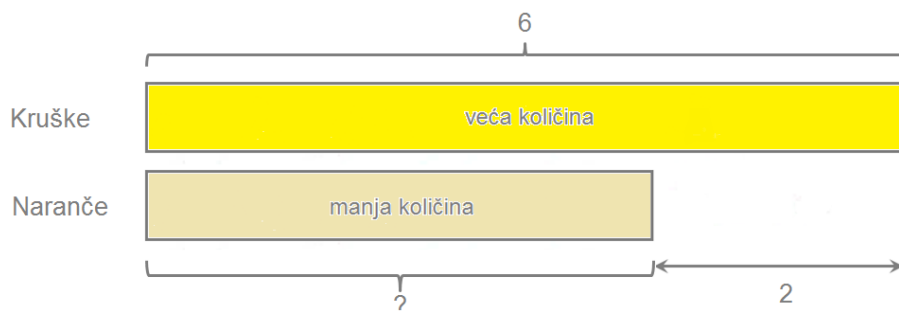 6
Kruške
veća količina
Naranče
manja količina
?
2